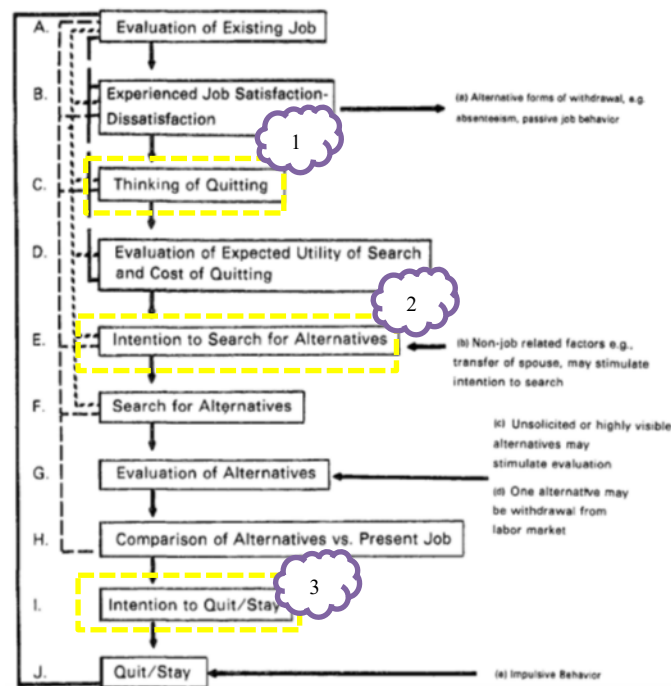 A. Evaluation of Existing Job
B. Experienced Job Satisfaction-
Dissatisfaction
(a) Alternative forms of withdrawal, e.g.
absenteeism, passive job behavior
1
C. Thinking of Quitting
D. Evaluation of Expected Utility of Search
and Cost of Quitting
2
E. Intention to Search for Alternatives
(b) Non-job related factors e.g.,
transfer of spouse, may stimulate
intention to search
F. Search for Alternatives
(c) Unsolicited or highly visible
alternatives may
stimulate evaluation
G. Evaluation of Alternatives
(d) One alternative may
be withdrawal from
labor market
H. Comparison of Alternatives vs. Present Job
3
I. Intention to Quit/Stay
J. Quit/Stay
(e) Impulsive Behavior